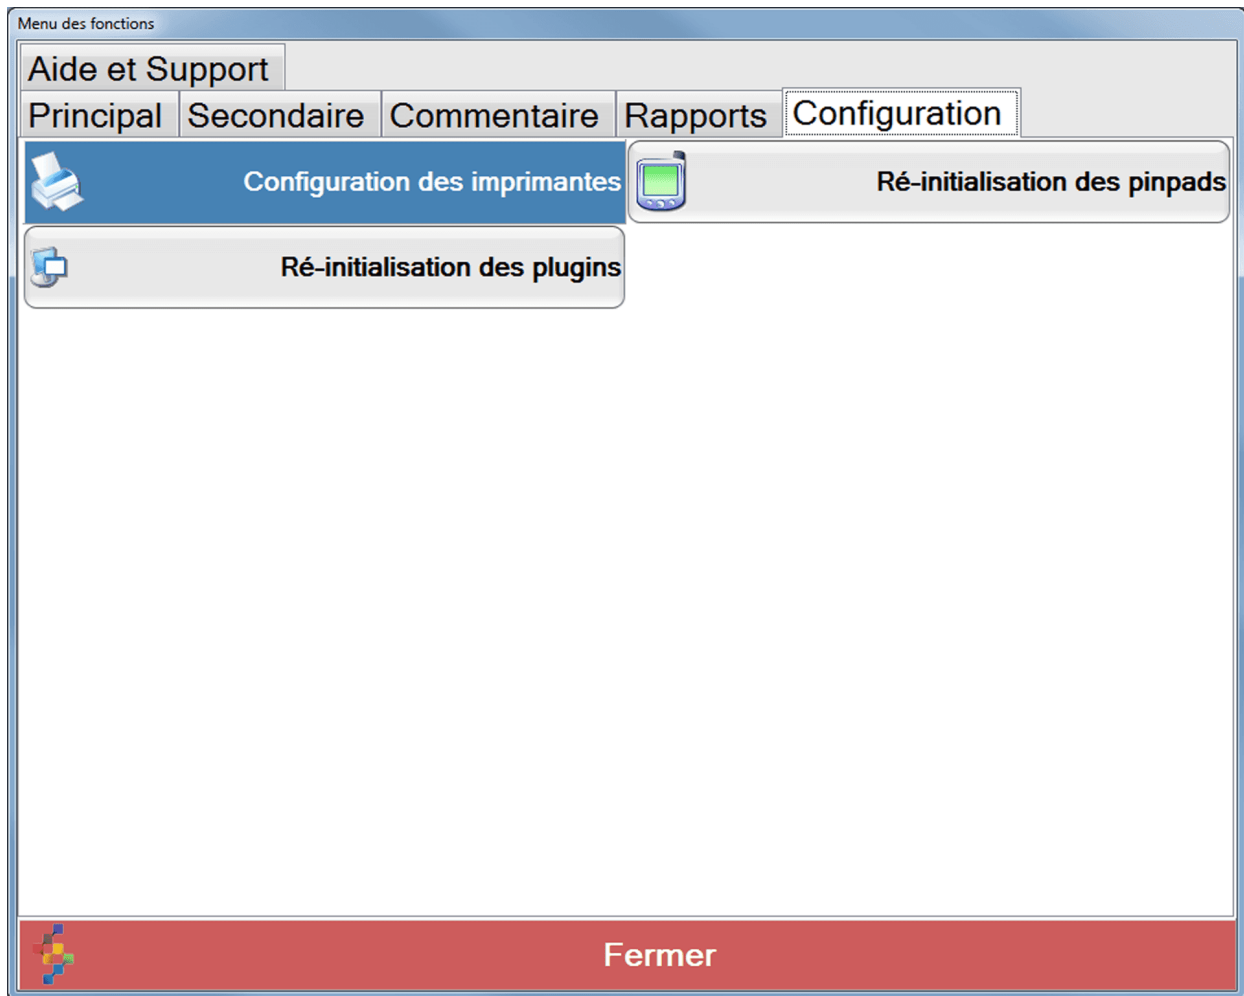 Menu des fonctions
Aide et Support
Principal Secondaire Commentaire Rapports Configuration
Configuration des imprimantes Ré-initialisation des pinpads
Ré-initialisation des plugins
Fermer